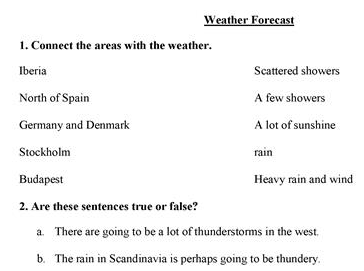 Weather Forecast
1. Connect the areas with the weather.
Iberia Scattered showers
North of Spain A few showers
Germany and Denmark A lot of sunshine
Stockholm rain
Budapest Heavy rain and wind
2. Are these sentences true or false?
a. There are going to be a lot of thunderstorms in the west.
b. The rain in Scandinavia is perhaps going to be thundery.